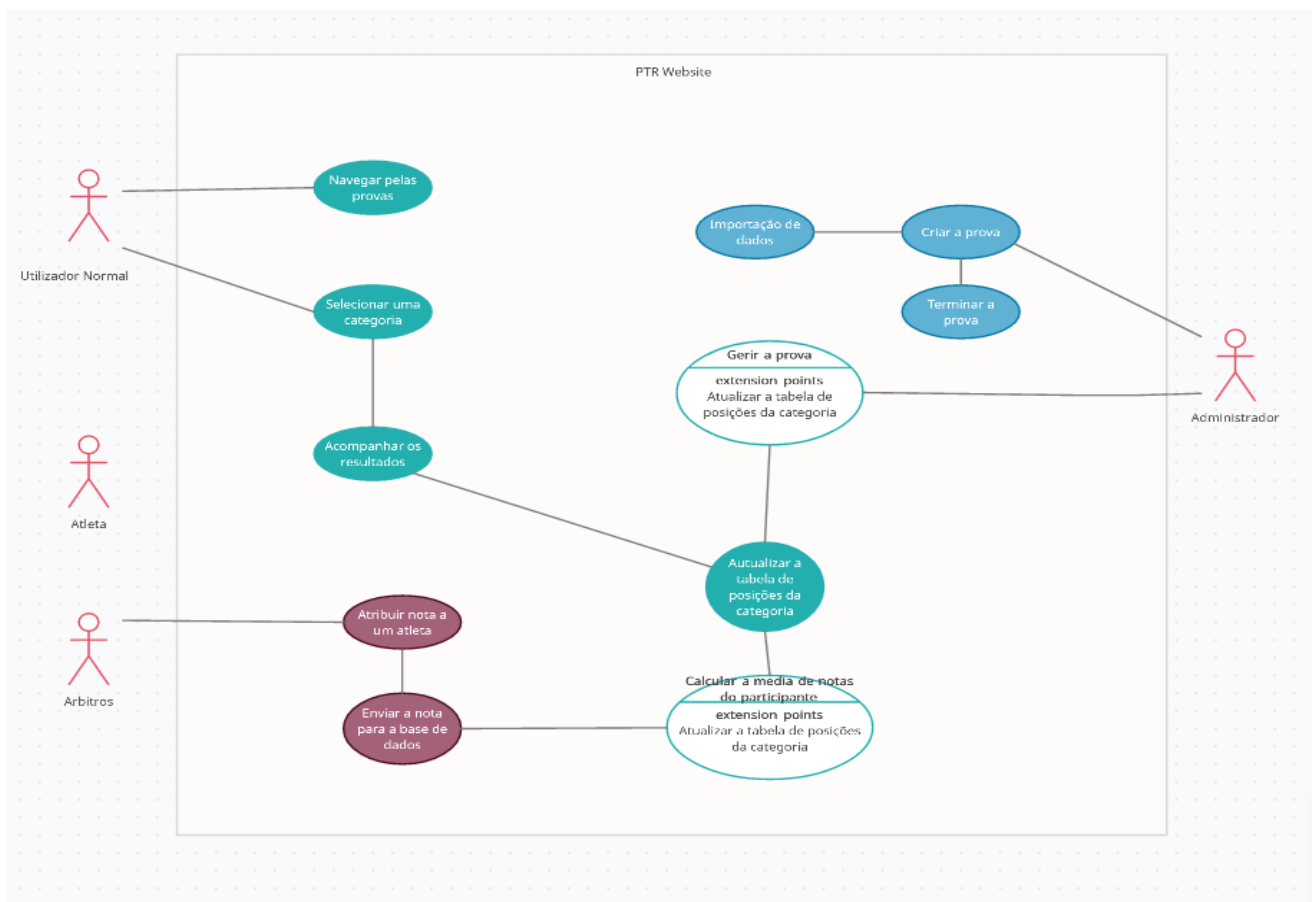 PTR Website
Navegar pelas
provas
Utilizador Normal
Selecionar uma
categoria
Importação de
dados
Criar a prova
Terminar a
prova
Gerir a prova
extension points
Atualizar a tabela de
posições da categoria
Administrador
Acompanhar os
resultados
Atleta
Autualizar a
tabela de
posições da
categoria
Atribuir nota a
um atleta
Arbitros
Enviar a nota
para a base de
dados
Calcular a media de notas
do participante
extension points
Atualizar a tabela de posições
da categoria